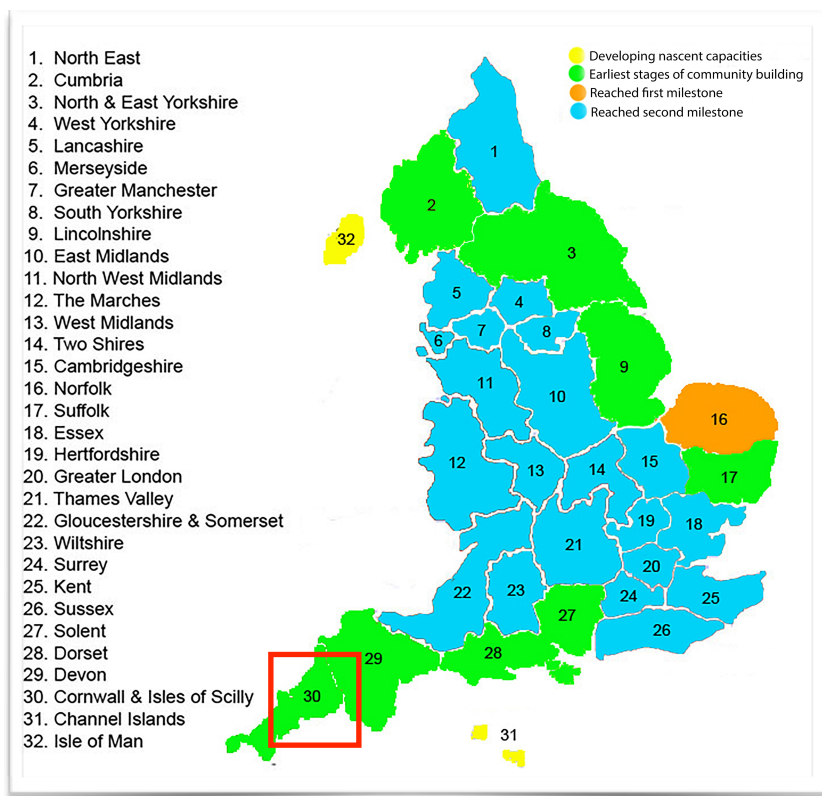 1. North East
2. Cumbria
3. North & East Yorkshire
4. West Yorkshire
5. Lancashire
6. Merseyside
7. Greater Manchester
8. South Yorkshire
9. Lincolnshire
10. East Midlands
11. North West Midlands
12. The Marches
13. West Midlands
14. Two Shires
15. Cambridgeshire
16. Norfolk
17. Suffolk
18. Essex
19. Hertfordshire
20. Greater London
21. Thames Valley
22. Gloucestershire & Somerset
23. Wiltshire
24. Surrey
25. Kent
26. Sussex
27. Solent
28. Dorset
29. Devon
30. Cornwall & Isles of Scilly
31. Channel Islands
32. Isle of Man
Developing nascent capacities
Earliest stages of community building
Reached first milestone
Reached second milestone
1
2
32
3
5
4
7
8
6
9
11
10
16
12
13
14
15
17
19
18
21
20
22
23
24
25
27
26
28
29
30
31